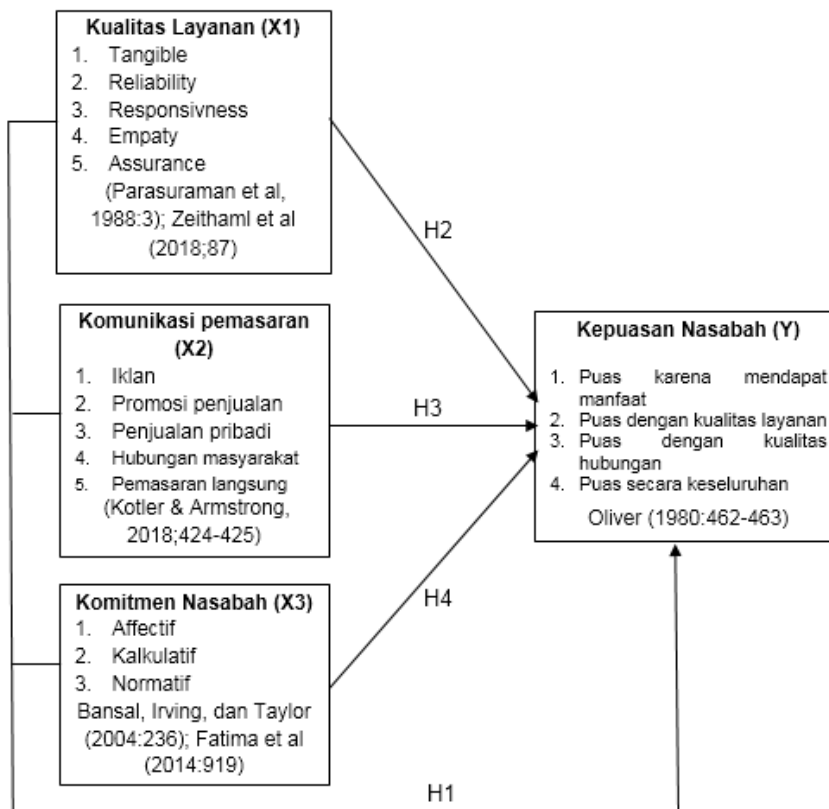 Kualitas Layanan (X1)
1. Tangible
2. Reliability
3. Responsivness
4. Empaty
5. Assurance
(Parasuraman et al,
1988:3); Zeithaml et al
(2018;87)
H2
Komunikasi pemasaran
(X2)
1. Iklan
2. Promosi penjualan
3. Penjualan pribadi
4. Hubungan masyarakat
5. Pemasaran langsung
(Kotler & Armstrong,
2018;424-425)
H3
Kepuasan Nasabah (Y)
1. Puas karena mendapat
manfaat
2. Puas dengan kualitas layanan
3. Puas dengan kualitas
hubungan
4. Puas secara keseluruhan
Oliver (1980:462-463)
Komitmen Nasabah (X3)
1. Affectif
2. Kalkulatif
3. Normatif
Bansal, Irving, dan Taylor
(2004:236); Fatima et al
(2014:919)
H4
H1